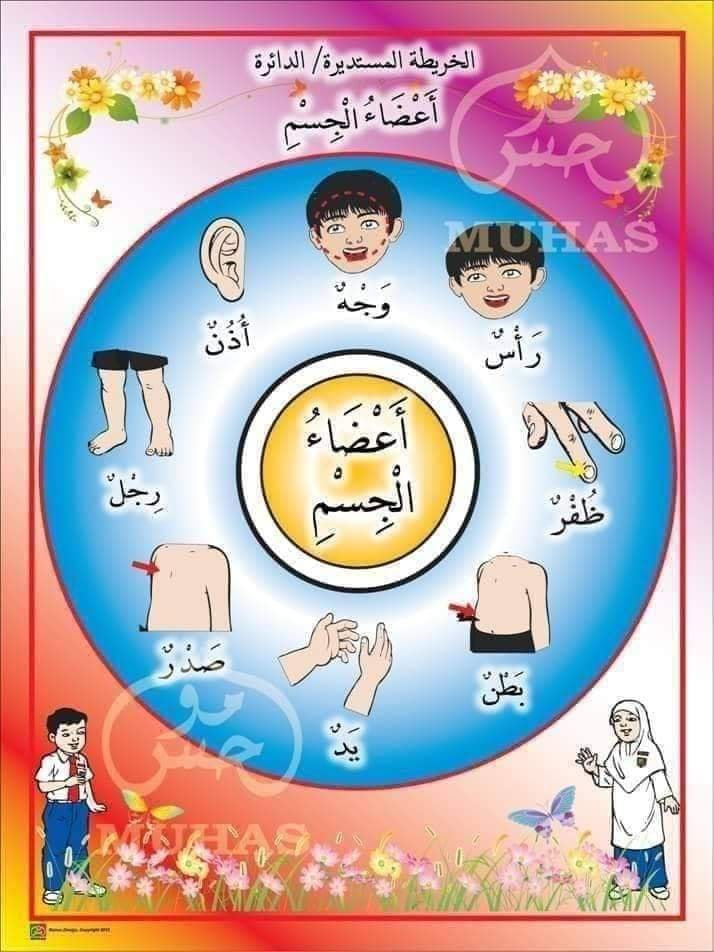 الخريطة المستديرة/ الدائرة
أَعْضَاءُ الْجِسْمِ
MUHAS
رَأْسٌ
وَجْهٌ
أُذُنٌ
أَعْضَاءُ
الْجِسْمِ
ظُفْرٌ
رِجْلٌ
بَطْنٌ
صَدْرٌ
يَدٌ
MUHAS